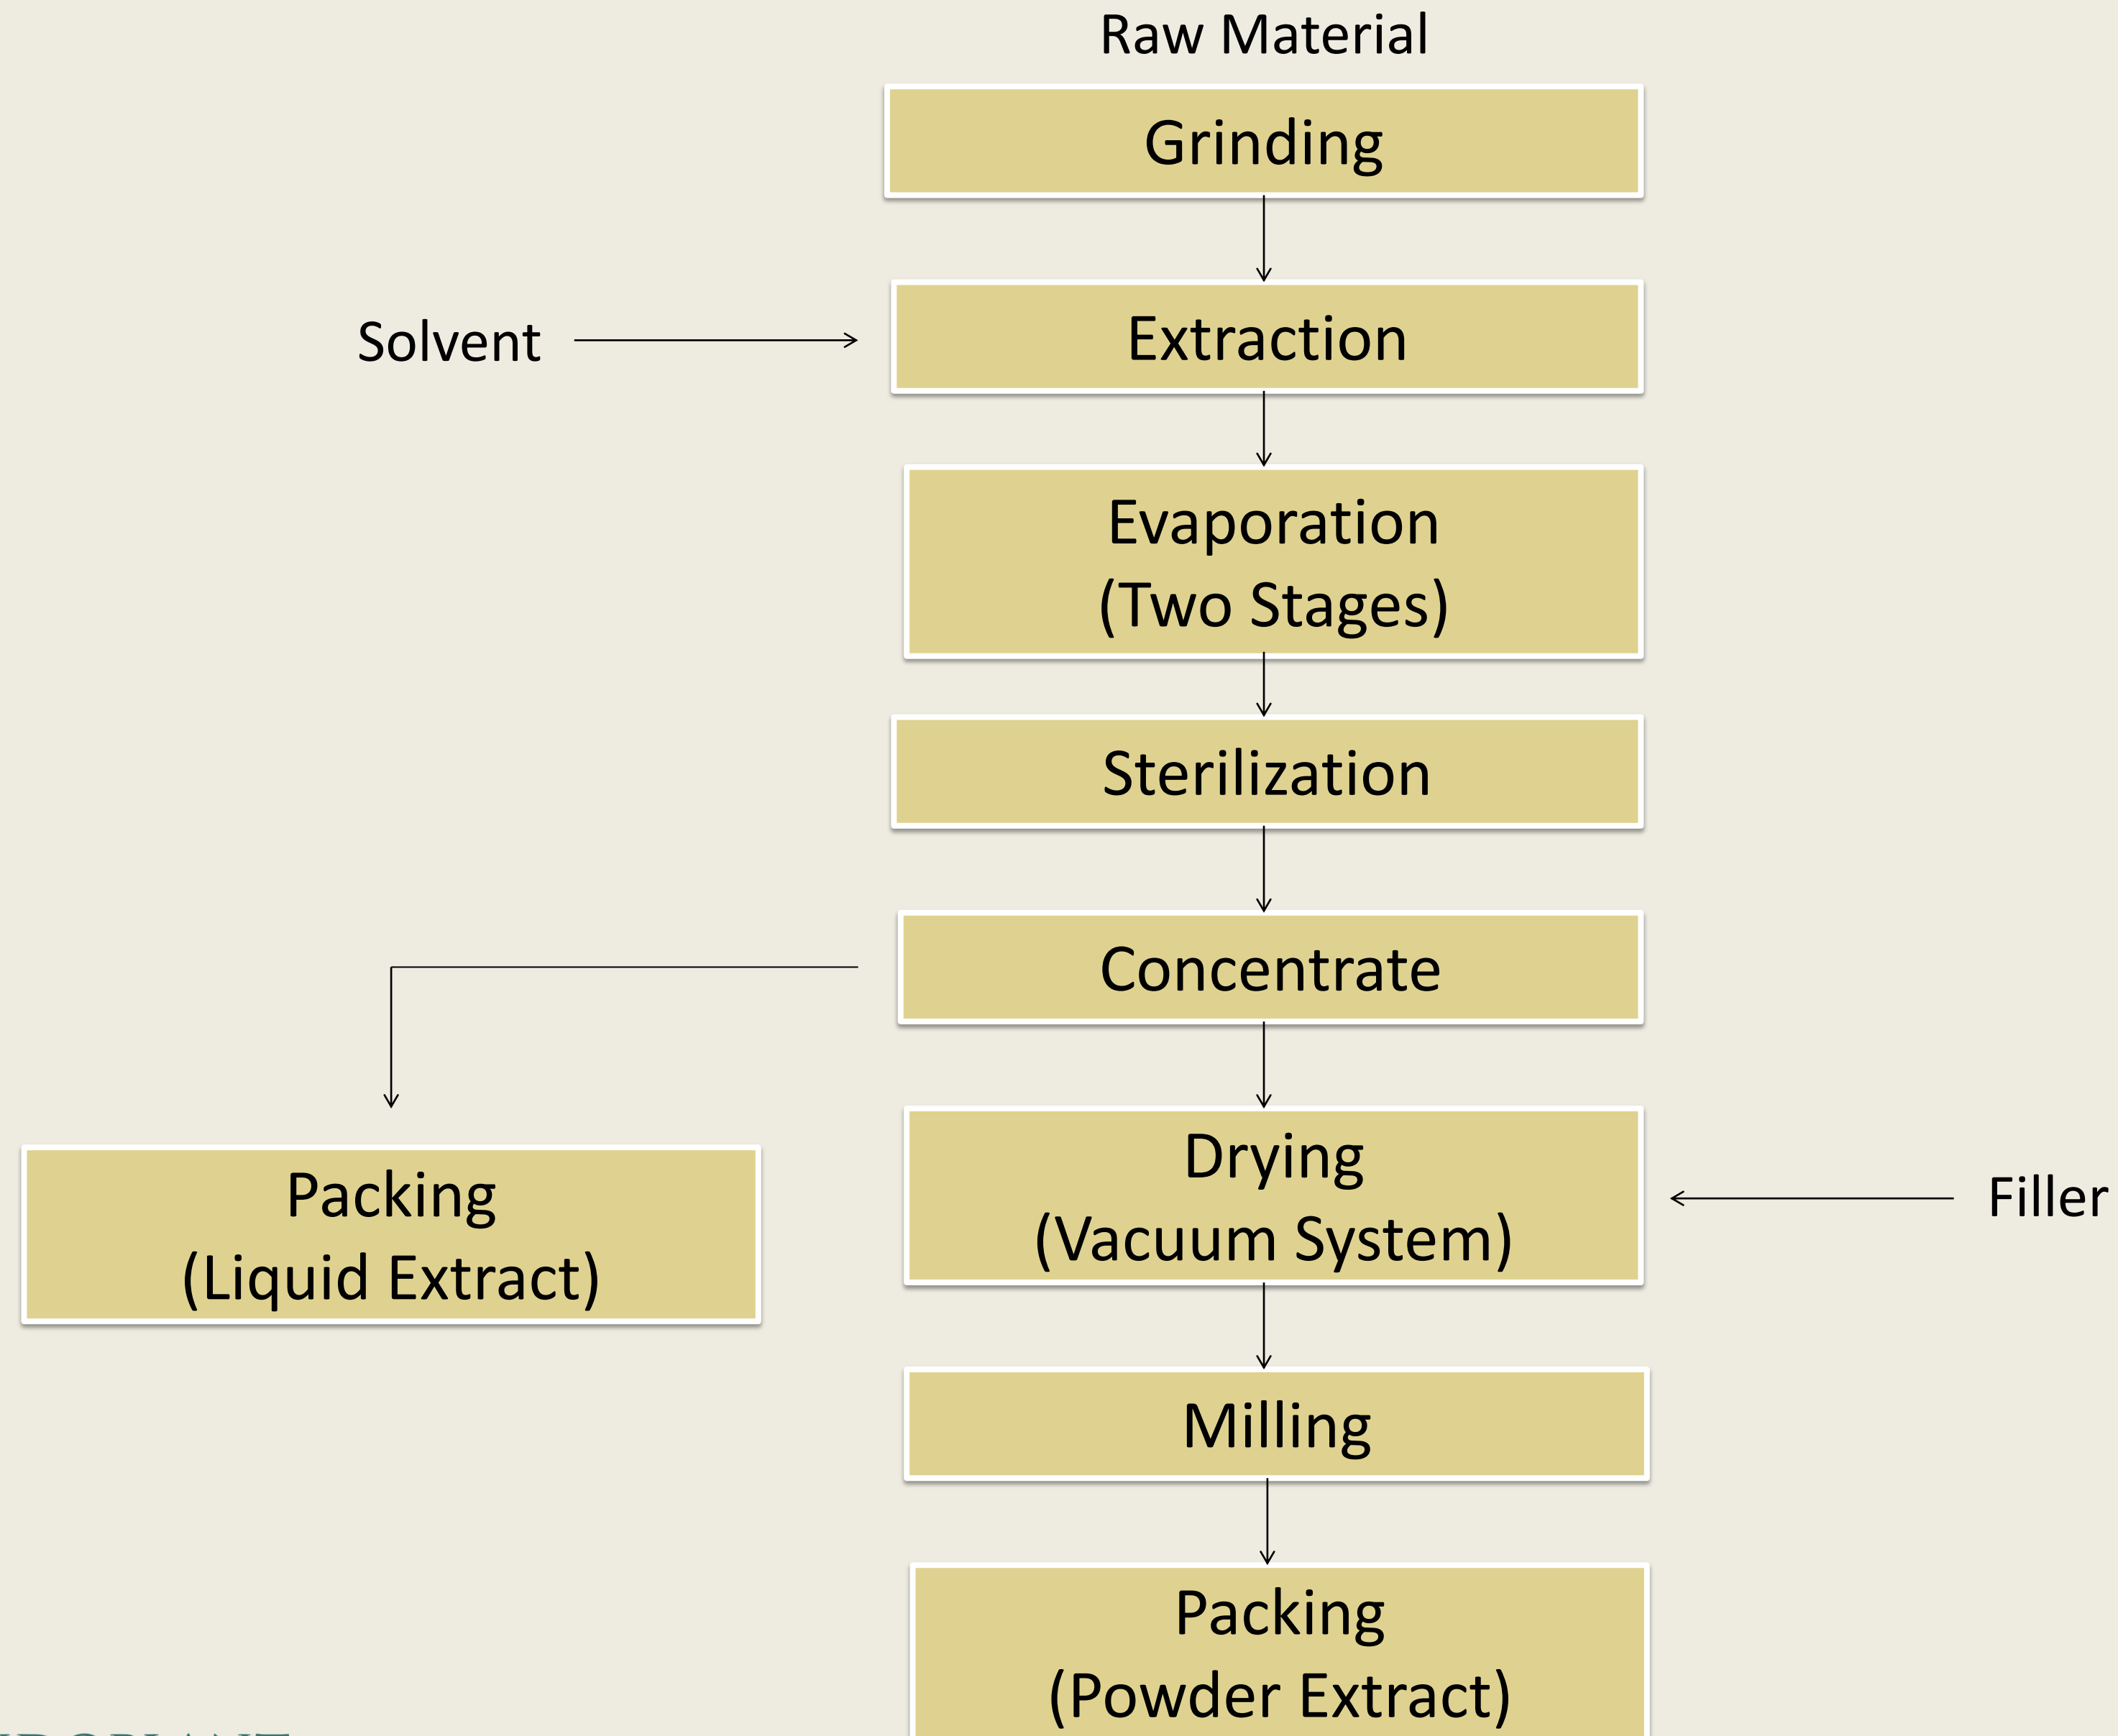 Raw Material
Grinding
Solvent
Extraction
Evaporation
(Two Stages)
Sterilization
Concentrate
Drying
(Vacuum System)
Filler
Packing
(Liquid Extract)
Milling
Packing
(Powder Extract)